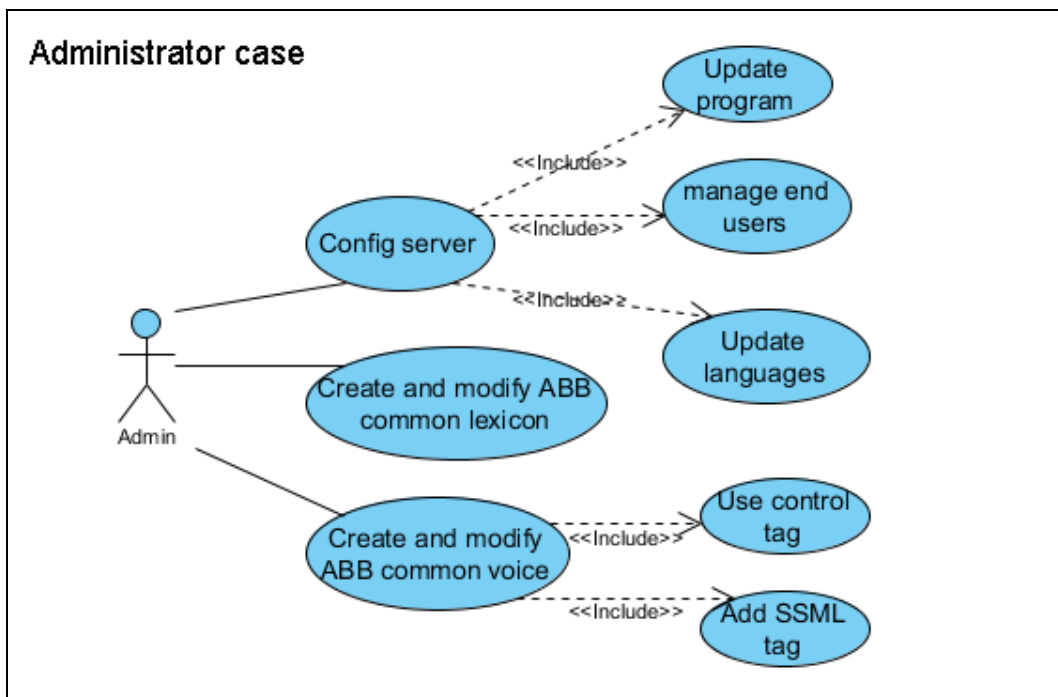 Administrator case
Update
program
<<Include>>
manage end
users
<<Include>>
Config server
<<Include>>
Update
languages
Create and modify ABB
common lexicon
Admin
Use control
tag
<<Include>>
Create and modify
ABB common voice
<<Include>>
Add SSML
tag